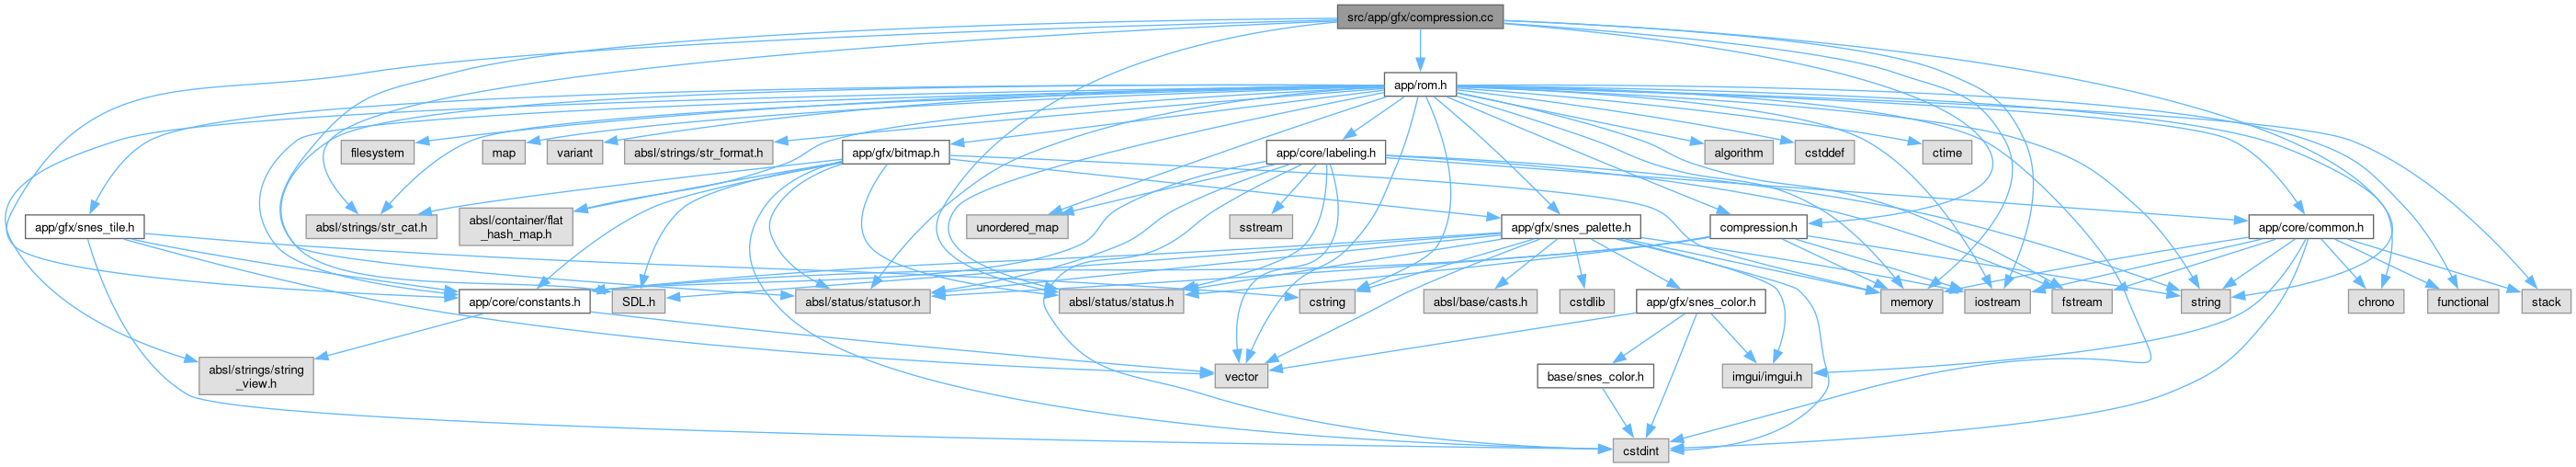 src/app/gfx/compression.cc
app/rom.h
filesystem
map
variant
absl/strings/str_format.h
app/gfx/bitmap.h
app/core/labeling.h
algorithm
cstddef
ctime
app/gfx/snes_tile.h
absl/strings/str_cat.h
absl/container/flat
_hash_map.h
unordered_map
sstream
app/gfx/snes_palette.h
compression.h
app/core/common.h
app/core/constants.h
SDL.h
absl/status/statusor.h
absl/status/status.h
cstring
absl/base/casts.h
cstdlib
app/gfx/snes_color.h
memory
iostream
fstream
string
chrono
functional
stack
absl/strings/string
_view.h
vector
base/snes_color.h
imgui/imgui.h
cstdint